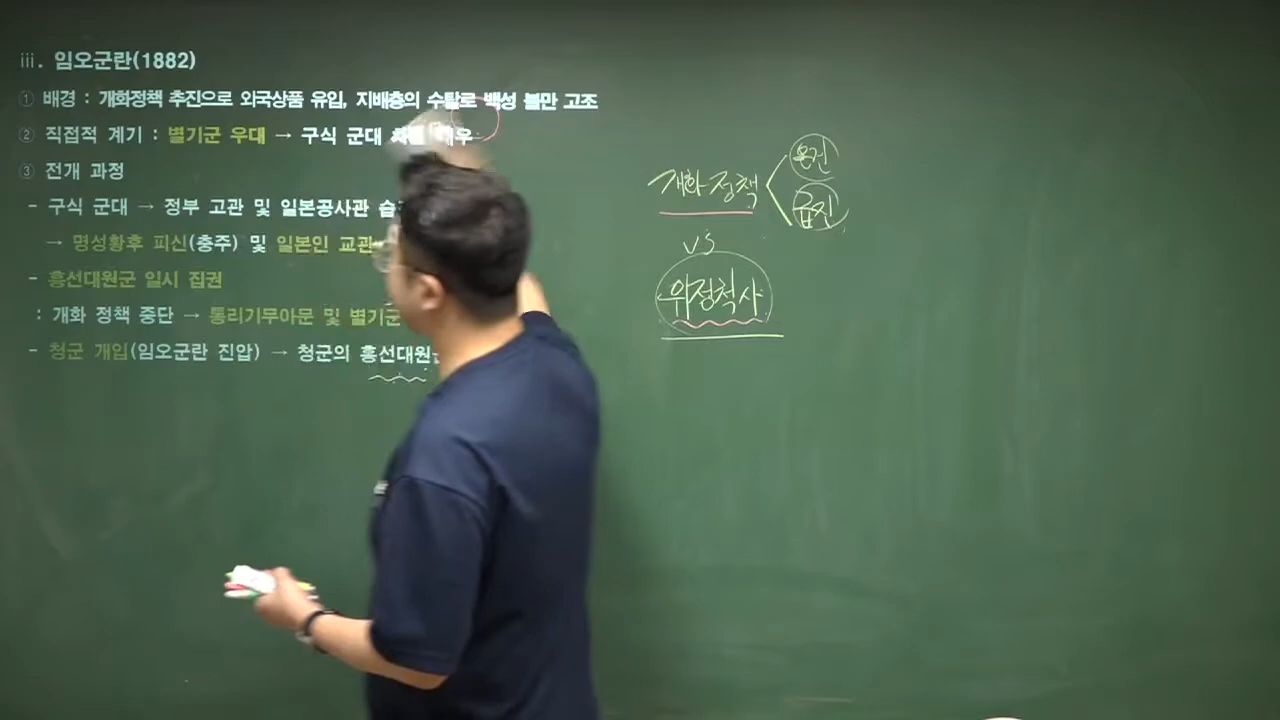 iii. 임오군란(1882)
① 배경 : 개화정책 추진으로 외국상품 유입, 지배층의 수탈로 백성 불만 고조
② 직접적 계기 : 별기군 우대 → 구식 군대
③ 전개 과정
- 구식 군대 → 정부 고관 및 일본공사관
→ 명성황후 피신(충주) 및 일본인 교관
- 흥선대원군 일시 집권
: 개화 정책 중단 → 통리기무아문 및 별기군
- 청군 개입(임오군란 진압) → 청군의 흥선대원
개화 정책
온건
급진
VS
위정척사